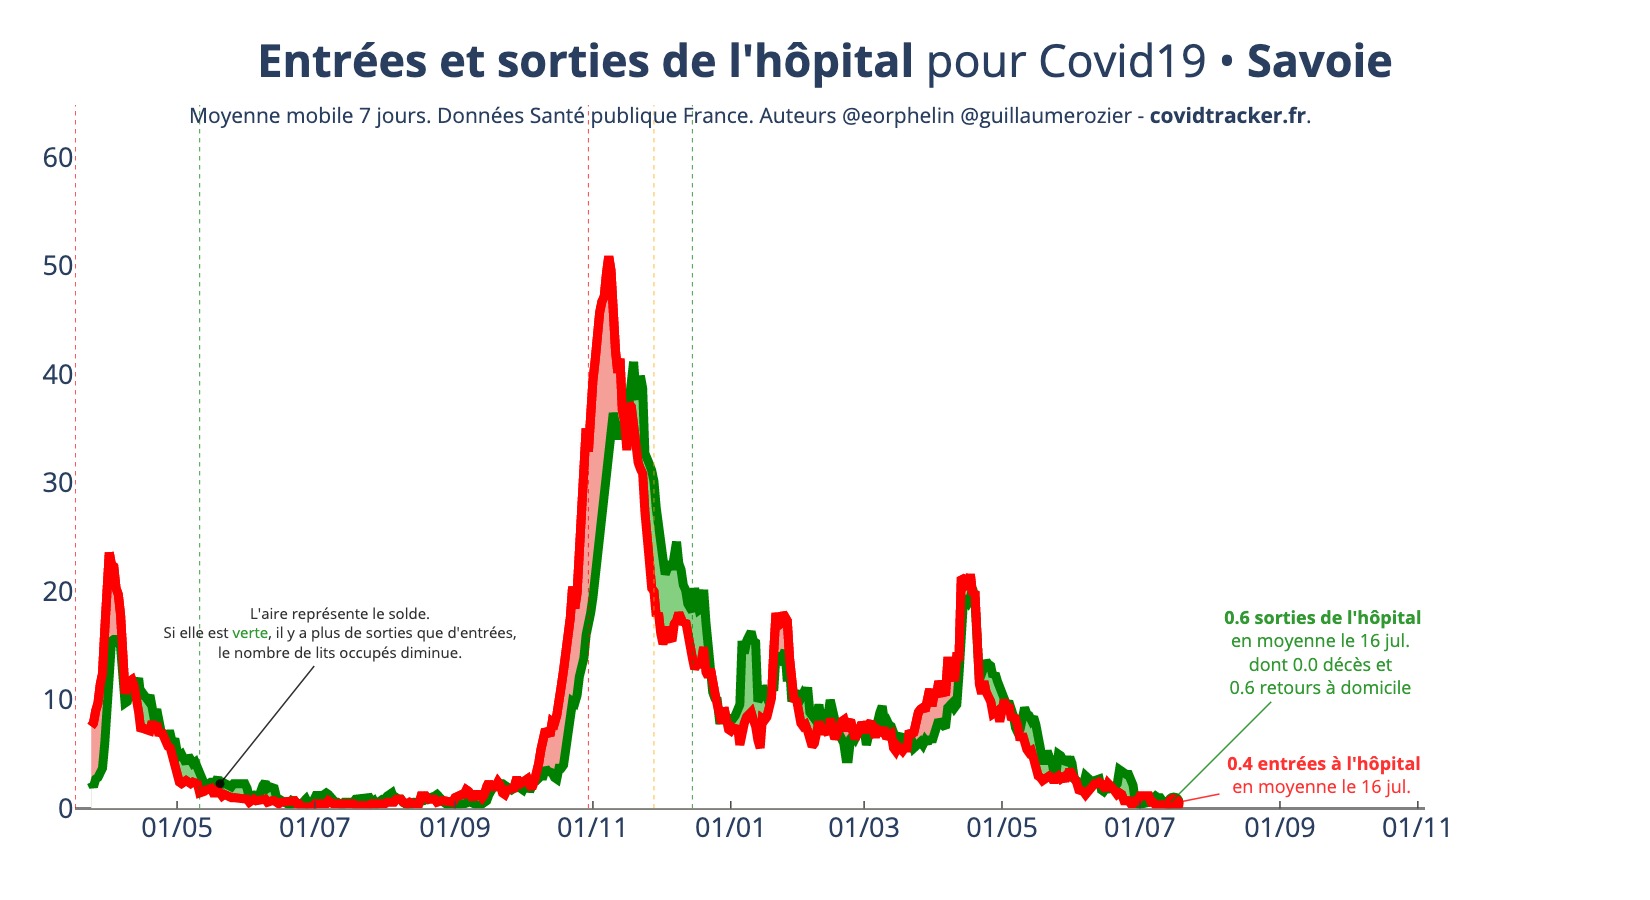 Entrées et sorties de l'hôpital pour Covid19 • Savoie
Moyenne mobile 7 jours. Données Santé publique France. Auteurs @eorphelin @guillaumerozier - covidtracker.fr.
60
50
40
30
20
10
0
L'aire représente le solde.
Si elle est verte, il y a plus de sorties que d'entrées,
le nombre de lits occupés diminue.
0.6 sorties de l'hôpital
en moyenne le 16 jul.
dont 0.0 décès et
0.6 retours à domicile
0.4 entrées à l'hôpital
en moyenne le 16 jul.
01/05 01/07 01/09 01/11 01/01 01/03 01/05 01/07 01/09 01/11